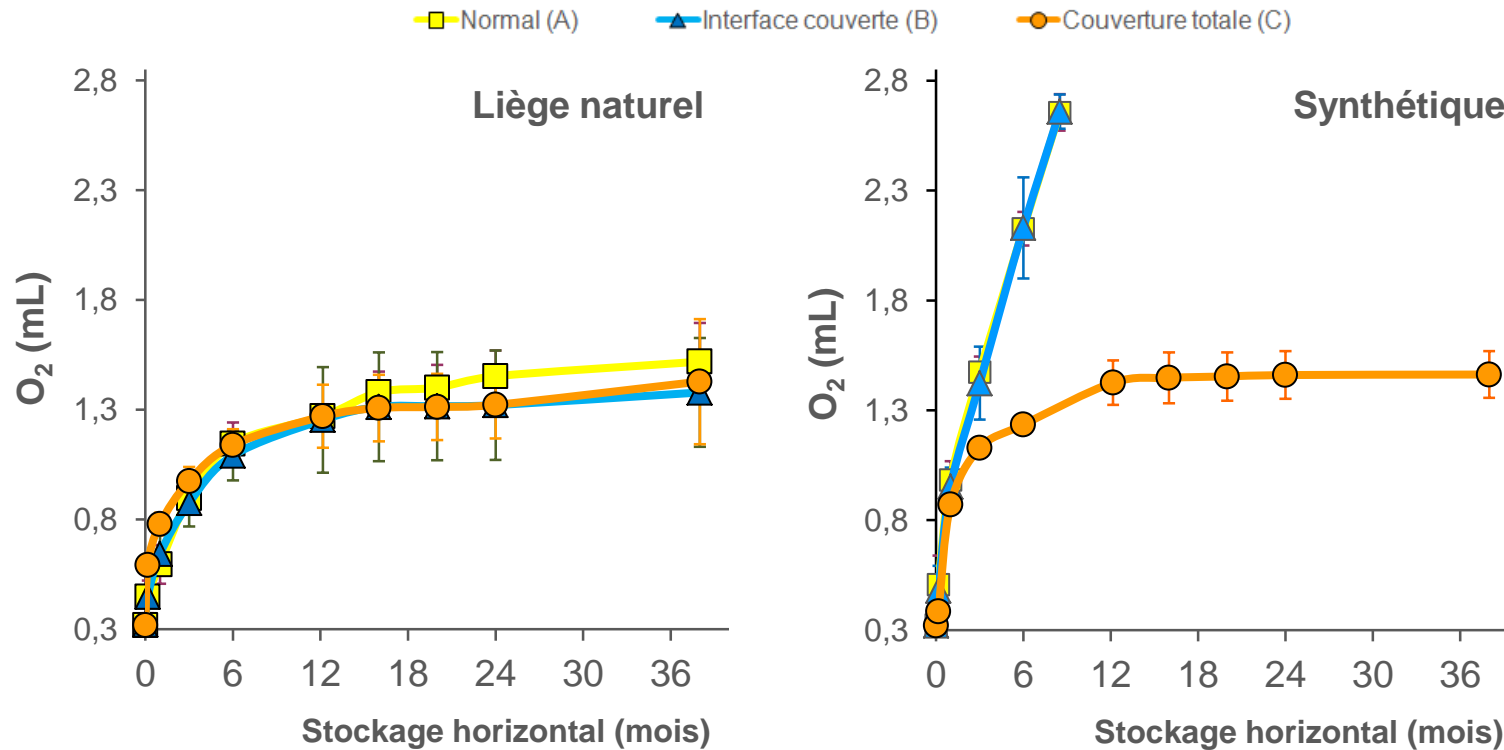 Normal (A) Interface couverte (B) Couverture totale (C)
Liège naturel
2,8
2,3
1,8
1,3
0,8
0,3
O₂ (mL)
0 6 12 18 24 30 36
Stockage horizontal (mois)
Synthétique
2,8
2,3
1,8
1,3
0,8
0,3
O₂ (mL)
0 6 12 18 24 30 36
Stockage horizontal (mois)